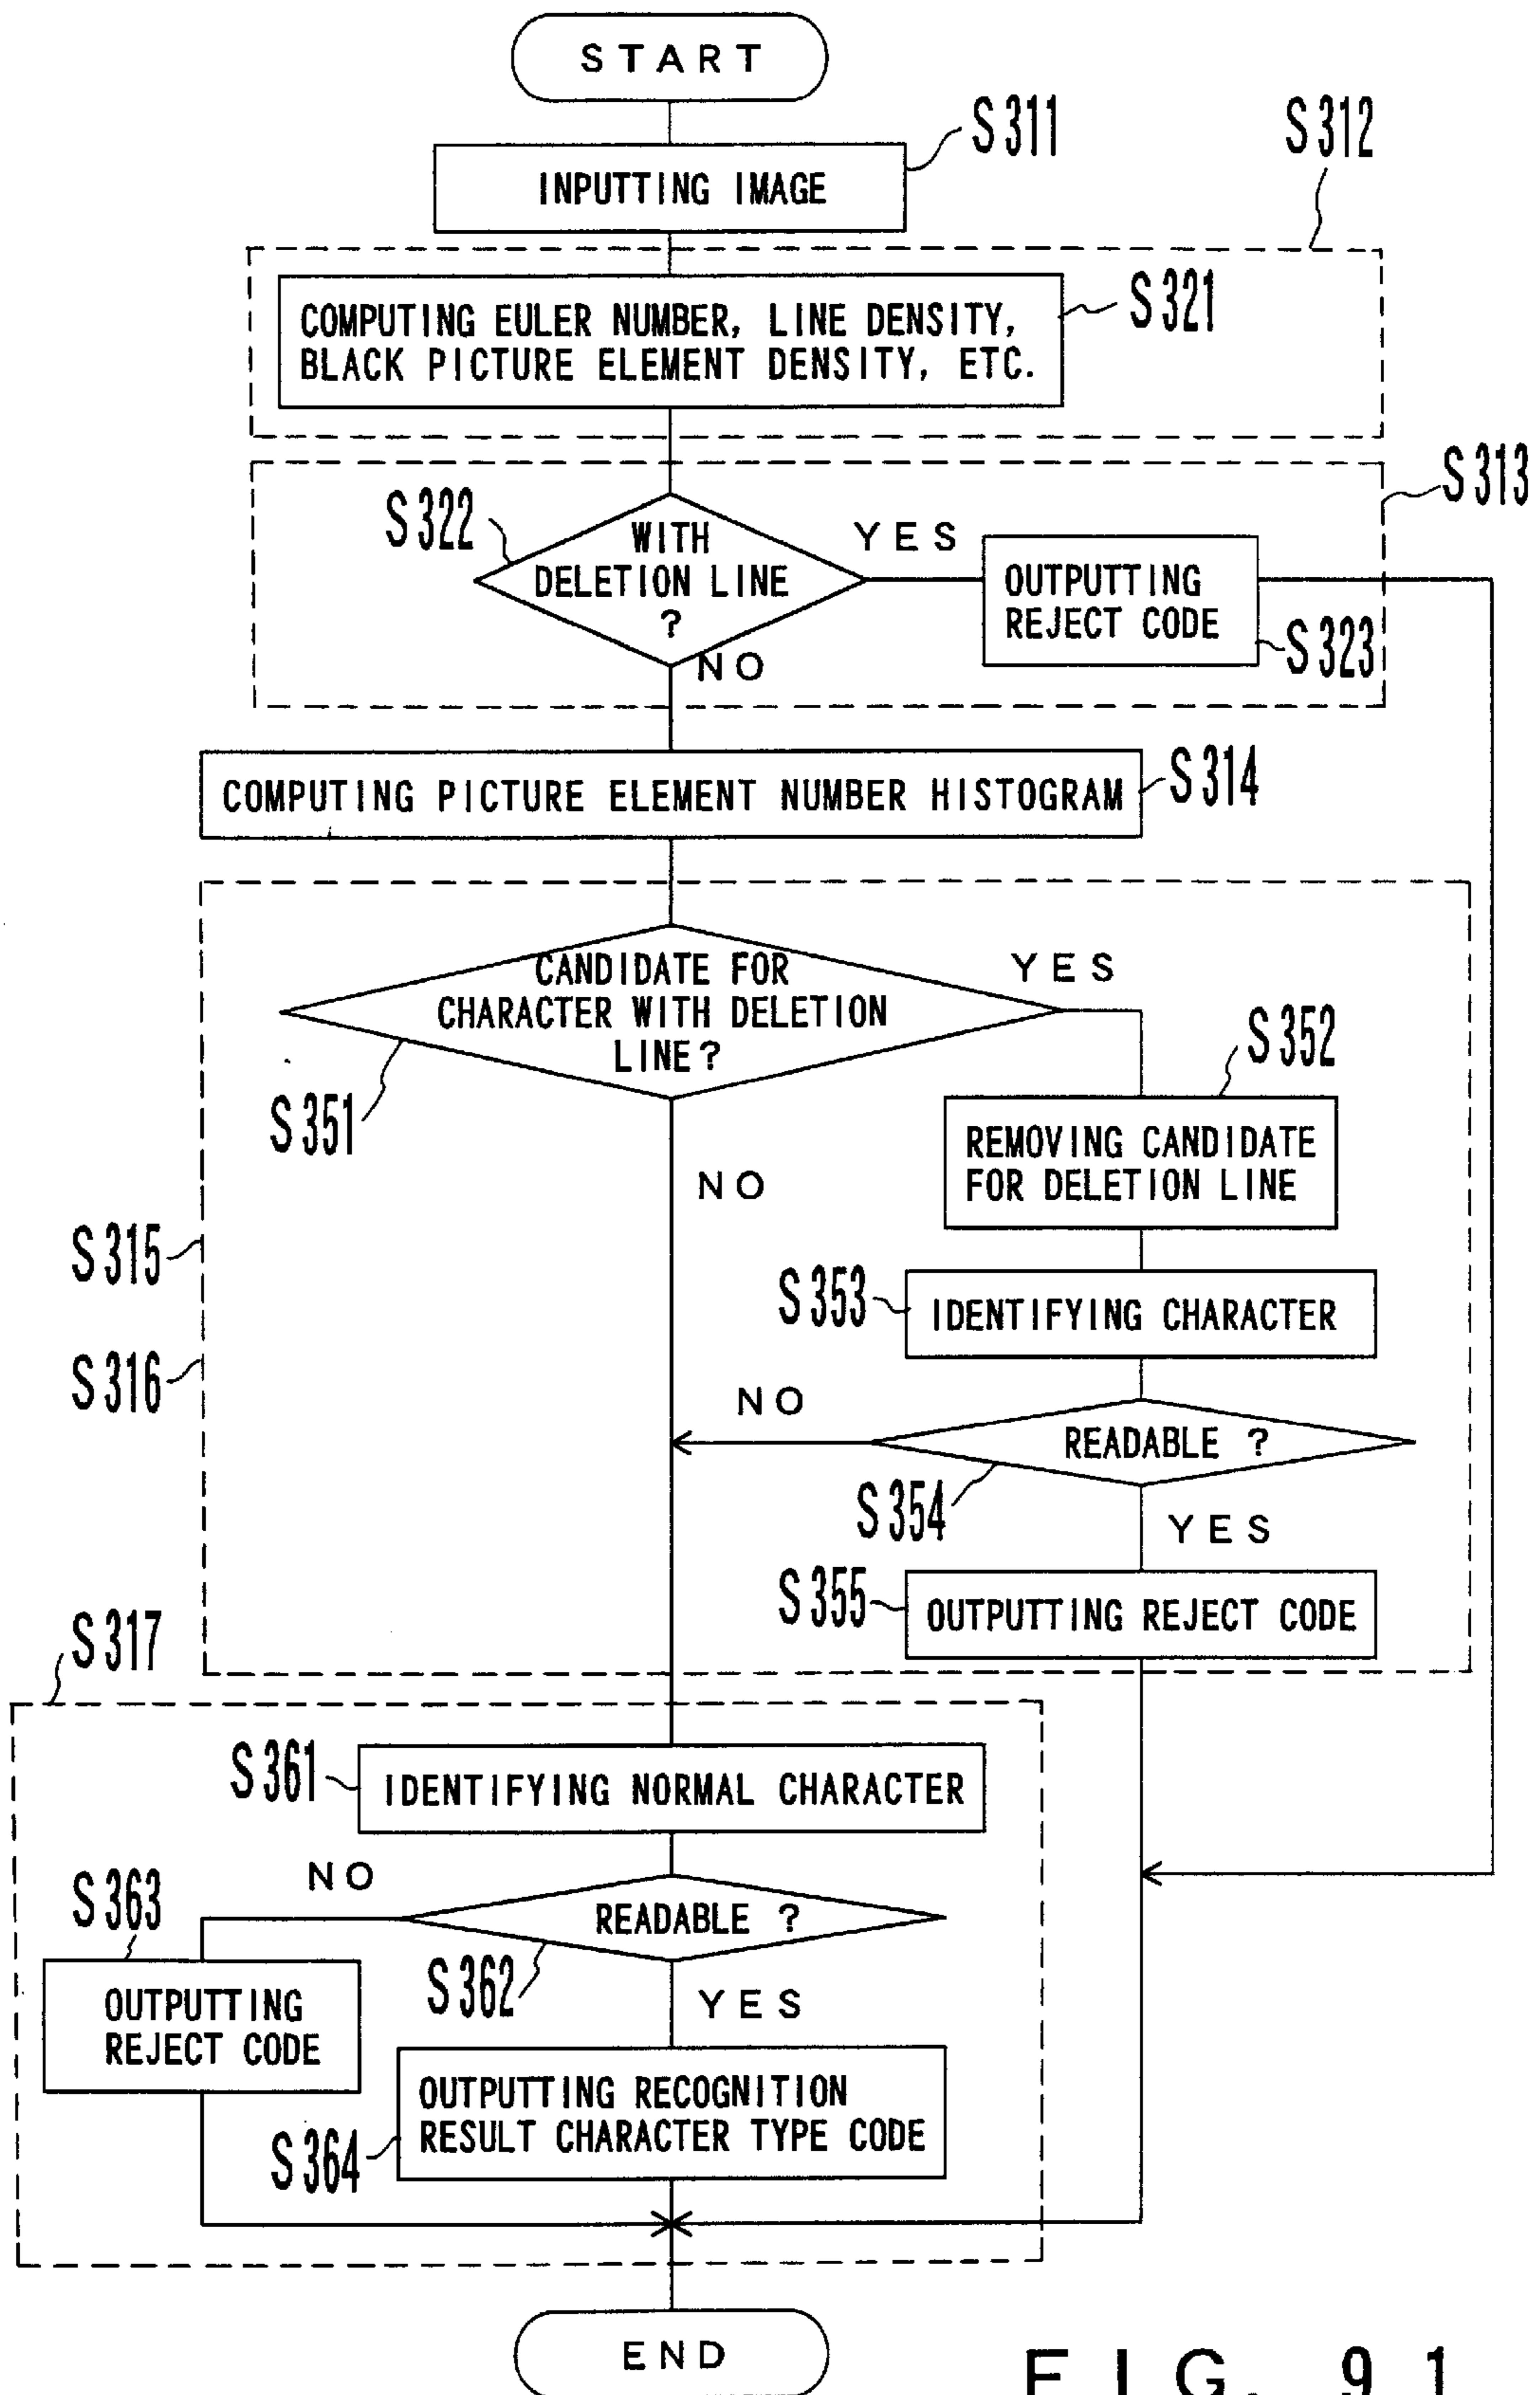 START
S311
S312
INPUTTING IMAGE
S321
COMPUTING EULER NUMBER, LINE DENSITY,
BLACK PICTURE ELEMENT DENSITY, ETC.
S313
S322
WITH
DELETION LINE
?
YES
OUTPUTTING
REJECT CODE
S323
NO
S314
COMPUTING PICTURE ELEMENT NUMBER HISTOGRAM
CANDIDATE FOR
CHARACTER WITH DELETION
LINE?
YES
S351
S352
REMOVING CANDIDATE
FOR DELETION LINE
NO
S315
S353
IDENTIFYING CHARACTER
S316
NO
READABLE ?
S354
YES
S355
OUTPUTTING REJECT CODE
S317
S361
IDENTIFYING NORMAL CHARACTER
NO
S363
READABLE ?
S362
YES
OUTPUTTING
REJECT CODE
OUTPUTTING RECOGNITION
RESULT CHARACTER TYPE CODE
S364
END
FIG. 91